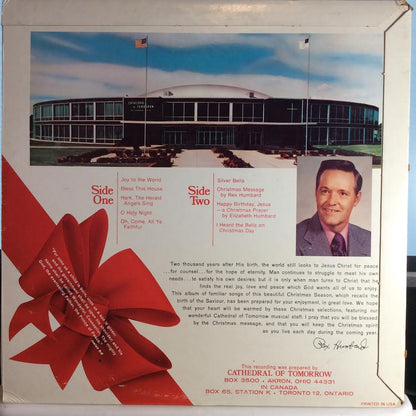 CATHEDRAL of TOMORROW
Side
One
Joy to the World
Bless This House
Hark, The Herald
Angels Sing
O Holy Night
Oh, Come, All Ye
Faithful
Side
Two
Silver Bells
Christmas Message
by Rex Humbard
Happy Birthday, Jesus
—a Christmas Prayer
by Elizabeth Humbard
I Heard the Bells on
Christmas Day
Two thousand years after His birth, the world still looks to Jesus Christ for peace
. . .for counsel. . .for the hope of eternity. Man continues to struggle to meet his own
needs. . .to satisfy his own desires; but it is only when man turns to Christ that he
finds the real joy, love and peace which God wants all of us to enjoy.
This album of familiar songs of this beautiful Christmas Season, which recalls the
birth of the Saviour, has been prepared for your enjoyment, in great love. We hope
that your heart will be warmed by these Christmas selections, featuring our
wonderful Cathedral of Tomorrow musical staff. I pray that you will be blessed
by the Christmas message, and that you will keep the Christmas spirit
as you live each day during the coming year.
Rex Humbard
This recording was prepared by
CATHEDRAL OF TOMORROW
BOX 3500 • AKRON, OHIO 44331
IN CANADA
BOX 65, STATION K • TORONTO 12, ONTARIO
PRINTED IN U.S.A.